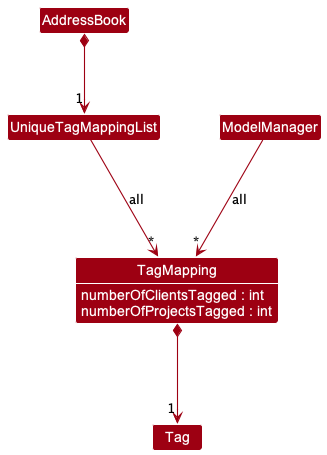 AddressBook
1
UniqueTagMappingList
ModelManager
all
all
*
*
TagMapping
numberOfClientsTagged : int
numberOfProjectsTagged : int
1
Tag